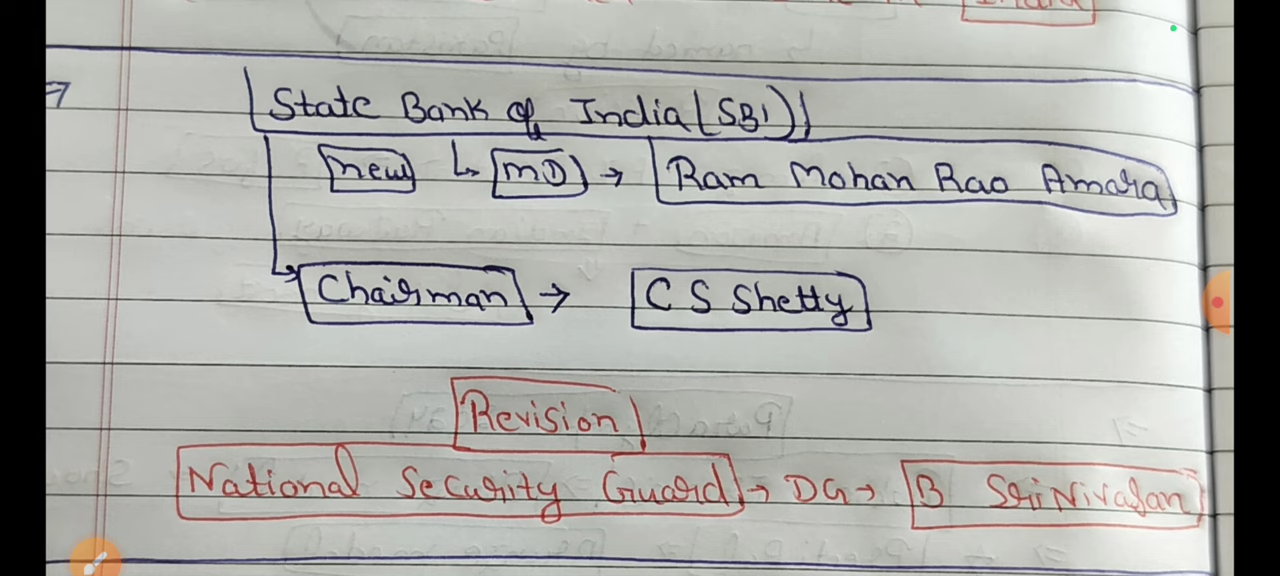 State Bank of India (SBI)
new ↳ MD → Ram Mohan Rao Amara
Chairman → C S Shetty
Revision
National Security Guard → DG → B SriNivasan